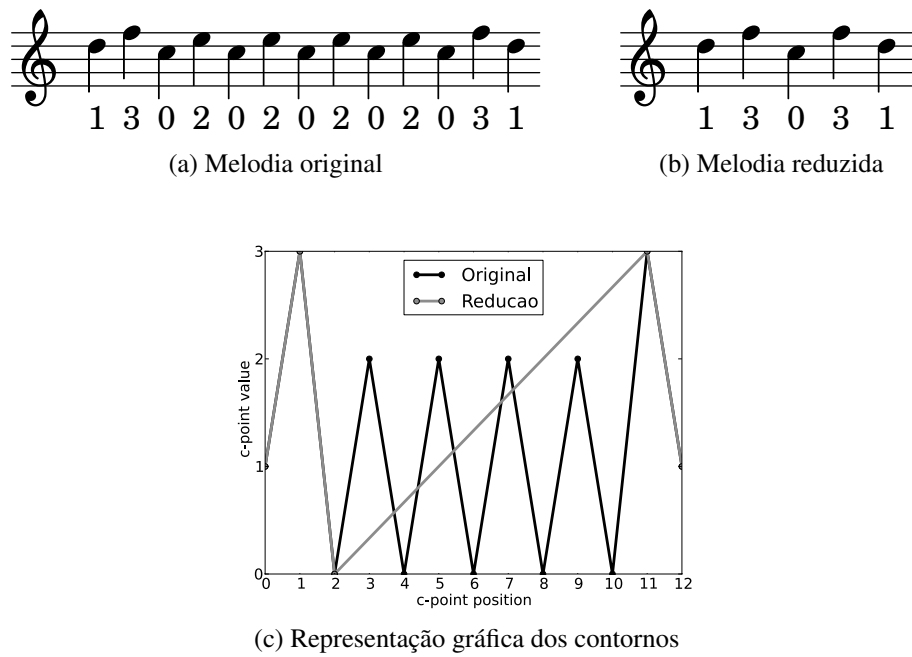 1 3 0 2 0 2 0 2 0 2 0 3 1
(a) Melodia original
1 3 0 3 1
(b) Melodia reduzida
Original
Reducao
3
2
1
0
c-point value
0 1 2 3 4 5 6 7 8 9 10 11 12
c-point position
(c) Representação gráfica dos contornos